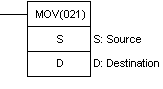 MOV(021)
S S: Source
D D: Destination